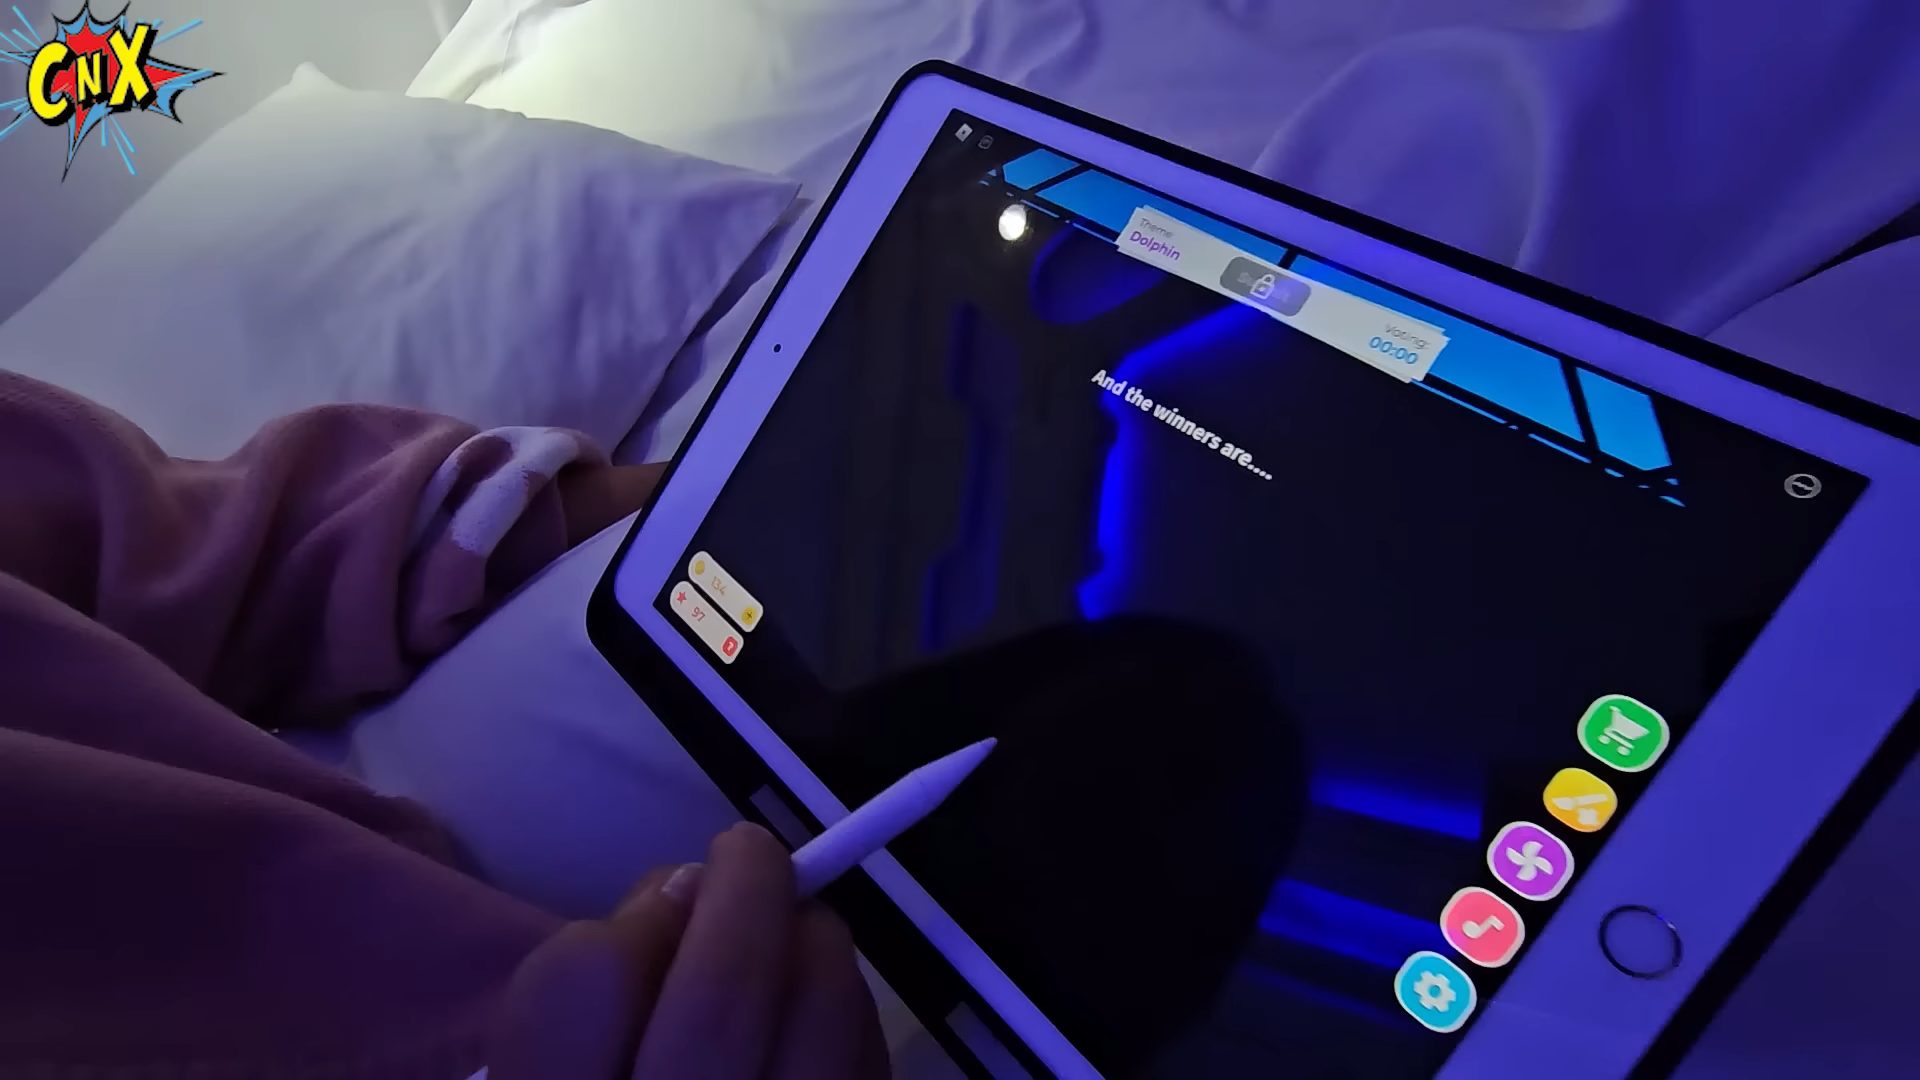 CNX
Theme:
Dolphin
Voting:
00:00
And the winners are....
134
97